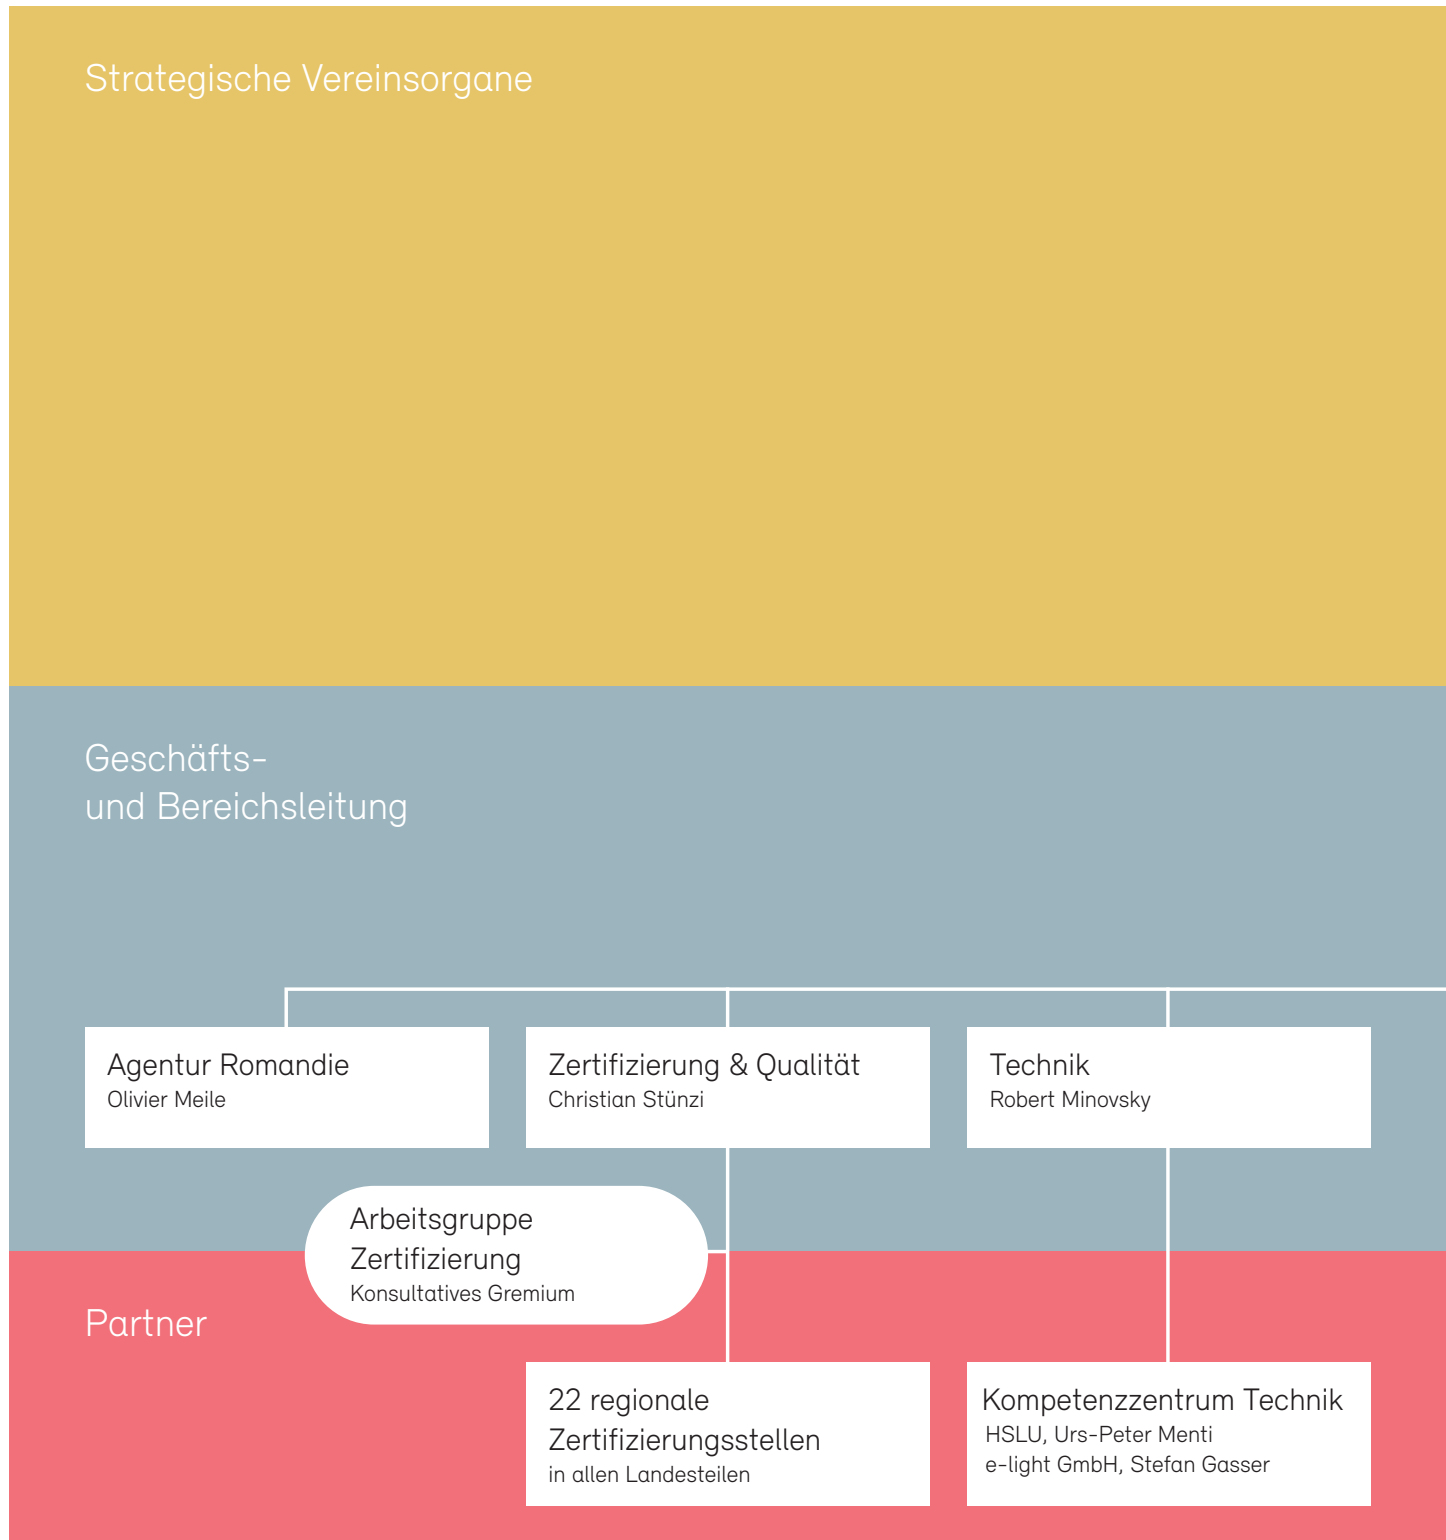 Strategische Vereinsorgane
Geschäfts-
und Bereichsleitung
Agentur Romandie
Olivier Meile
Zertifizierung & Qualität
Christian Stünzi
Technik
Robert Minovsky
Arbeitsgruppe
Zertifizierung
Konsultatives Gremium
Partner
22 regionale
Zertifizierungsstellen
in allen Landesteilen
Kompetenzzentrum Technik
HSLU, Urs-Peter Menti
e-light GmbH, Stefan Gasser